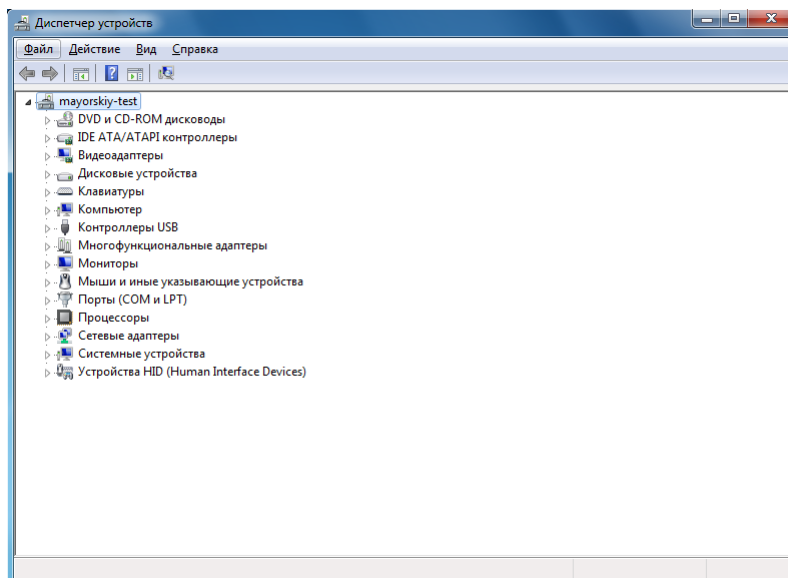 Диспетчер устройств
Файл Действие Вид Справка
mayorskiy-test
DVD и CD-ROM дисководы
IDE ATA/ATAPI контроллеры
Видеоадаптеры
Дисковые устройства
Клавиатуры
Компьютер
Контроллеры USB
Многофункциональные адаптеры
Мониторы
Мыши и иные указывающие устройства
Порты (COM и LPT)
Процессоры
Сетевые адаптеры
Системные устройства
Устройства HID (Human Interface Devices)